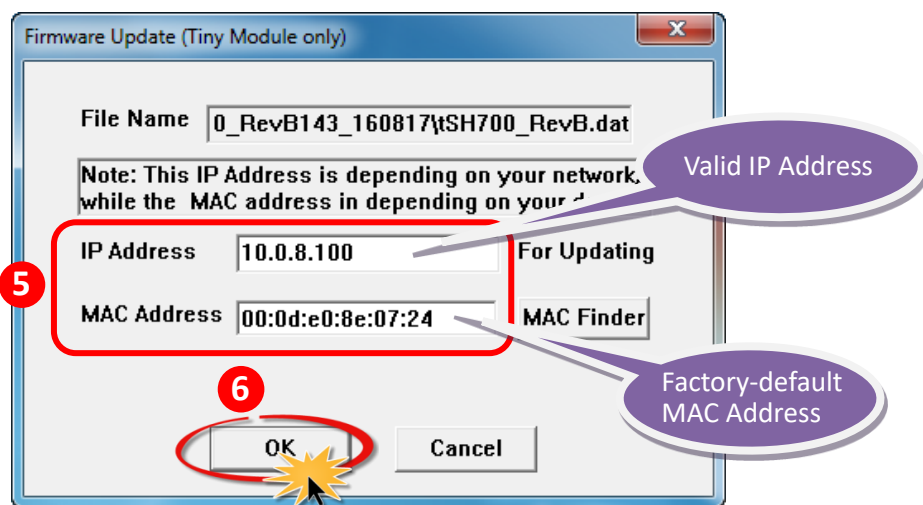 Firmware Update (Tiny Module only)
x
File Name 0_RevB143_160817\tSH700_RevB.dat
Note: This IP Address is depending on your network,
while the MAC address in depending on your
Valid IP Address
5
IP Address 10.0.8.100 For Updating
MAC Address 00:0d:e0:8e:07:24 MAC Finder
Factory-default
MAC Address
6
OK Cancel